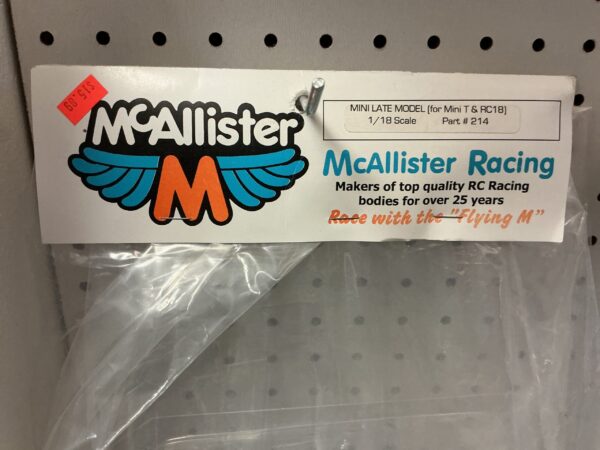 $15.09
McAllister
M
MINI LATE MODEL (for Mini T & RC18)
1/18 Scale Part # 214
McAllister Racing
Makers of top quality RC Racing
bodies for over 25 years
Race with the "Flying M"